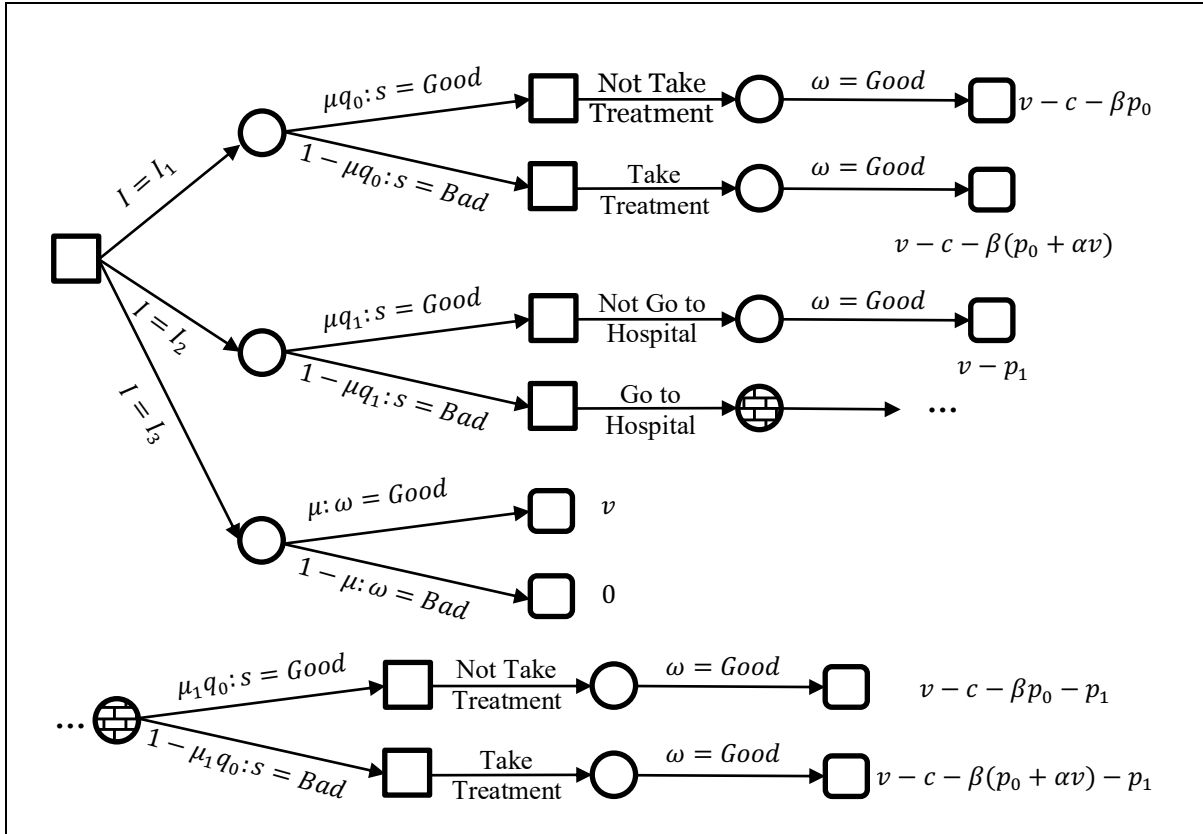 μq₀: s = Good
Not Take
Treatment
ω = Good
v − c − βp₀
I = I₁
1 − μq₀: s = Bad
Take
Treatment
ω = Good
v − c − β(p₀ + αv)
I = I₂
μq₁: s = Good
Not Go to
Hospital
ω = Good
v − p₁
1 − μq₁: s = Bad
Go to
Hospital
...
I = I₃
μ: ω = Good
v
1 − μ: ω = Bad
0
...
μ₁q₀: s = Good
Not Take
Treatment
ω = Good
v − c − βp₀ − p₁
1 − μ₁q₀: s = Bad
Take
Treatment
ω = Good
v − c − β(p₀ + αv) − p₁